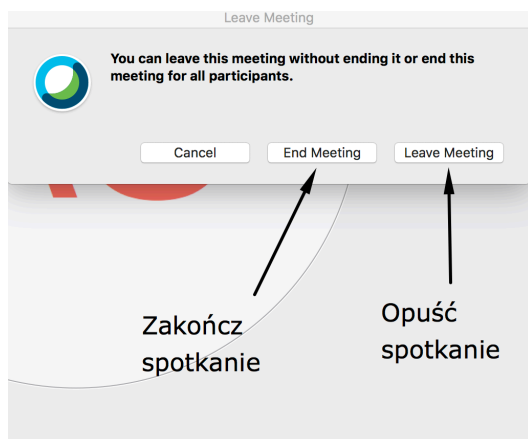 Leave Meeting
You can leave this meeting without ending it or end this
meeting for all participants.
Cancel End Meeting Leave Meeting
Zakończ
spotkanie
Opuść
spotkanie